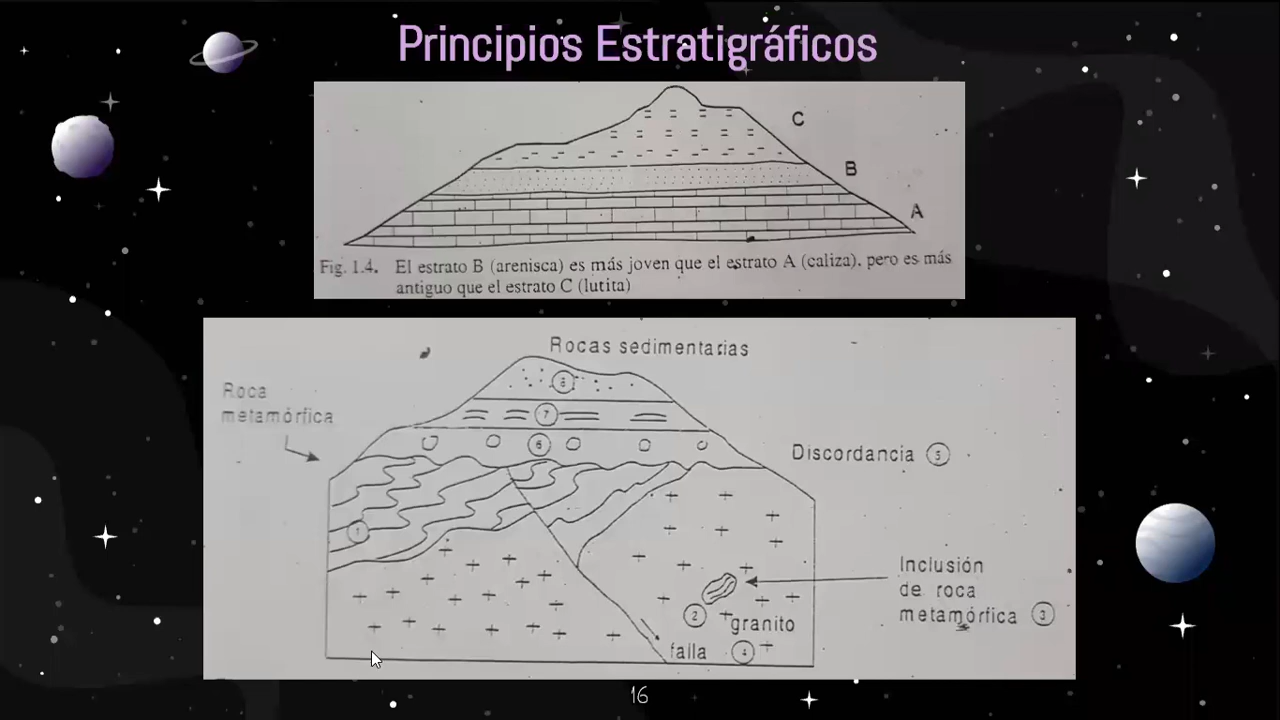 Principios Estratigráficos
C
B
A
Fig. 1.4. El estrato B (arenisca) es más joven que el estrato A (caliza), pero es más
antiguo que el estrato C (lutita)
Rocas sedimentarias
Roca
metamórfica
8
7
6
Discordancia 5
1
Inclusión
de roca
metamórfica 3
2
granito
falla 4
16